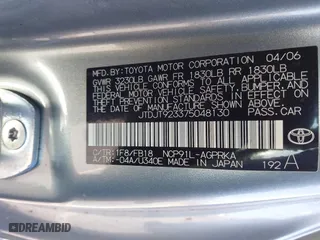 MFD. BY: TOYOTA MOTOR CORPORATION 04/06
GVWR 3230LB GAWR FR 1830LB RR 1830LB
THIS VEHICLE CONFORMS TO ALL APPLICABLE
FEDERAL MOTOR VEHICLE SAFETY, BUMPER, AND
THEFT PREVENTION STANDARDS IN EFFECT ON THE
DATE OF MANUFACTURE SHOWN ABOVE.
JTDJT923375048130 PASS.CAR
C/TR: 1F8/FB18 NCP91L-AGPRKA
A/TM: -04A/U340E MADE IN JAPAN
192 A
TOYOTA
DREAMBID